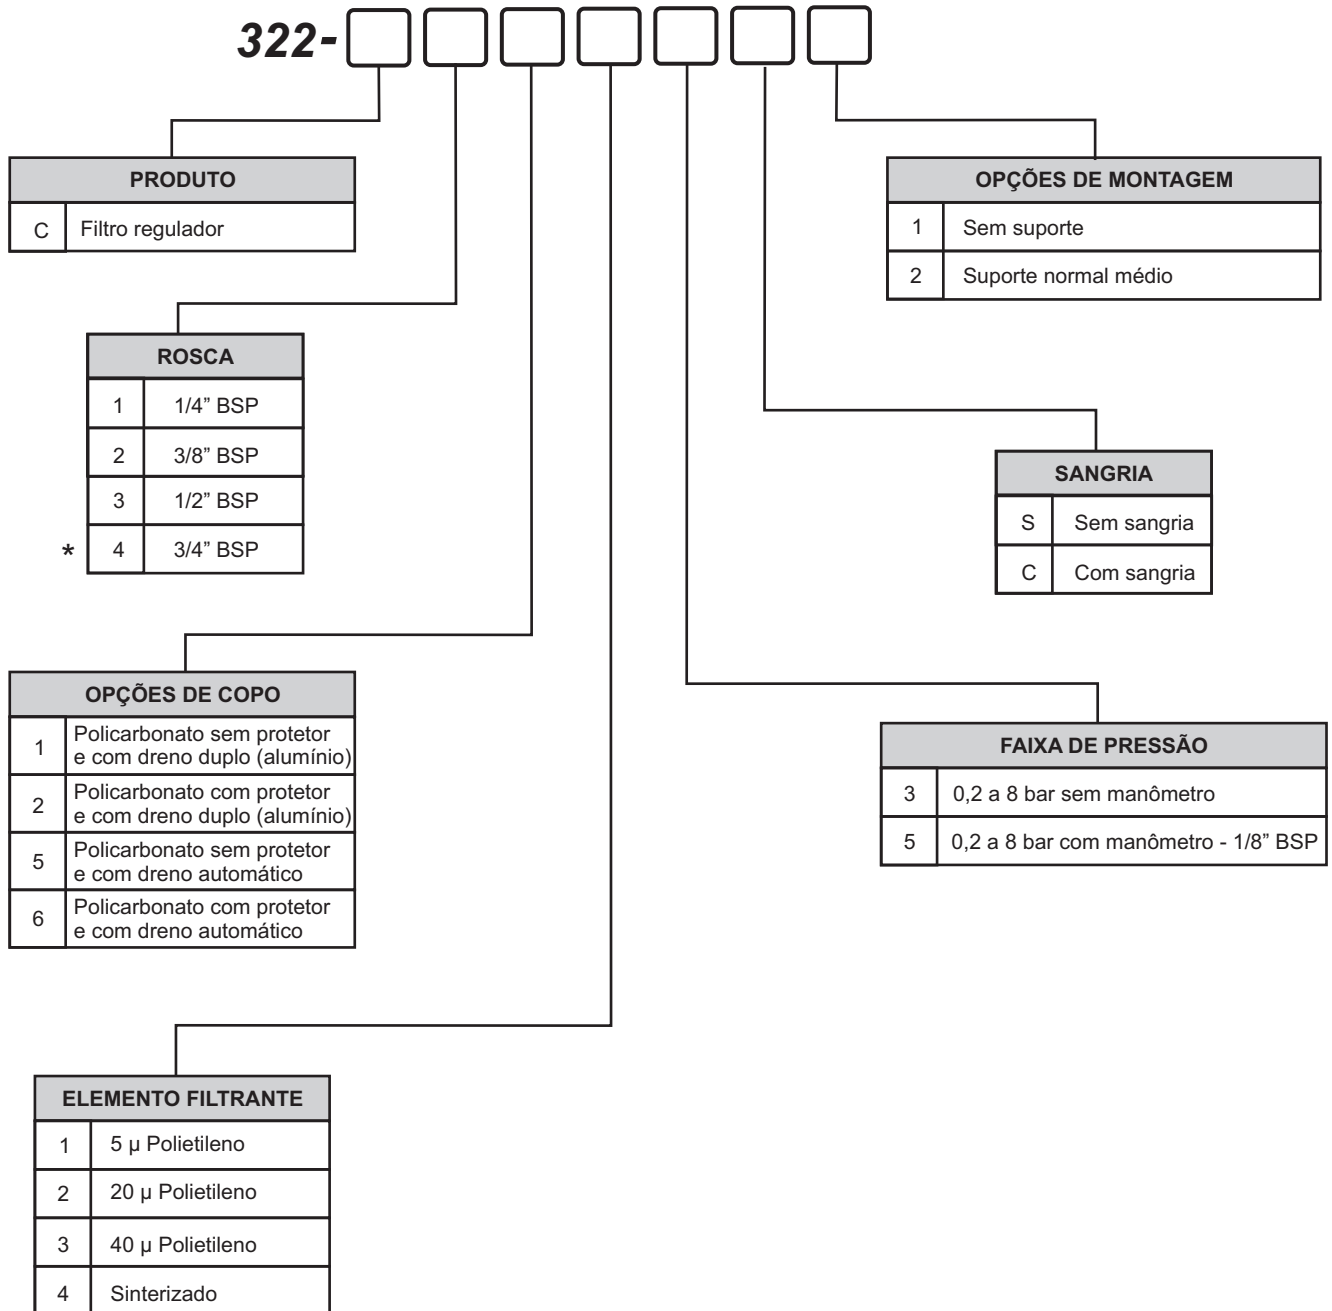 322-
PRODUTO
C Filtro regulador
OPÇÕES DE MONTAGEM
1 Sem suporte
2 Suporte normal médio
ROSCA
1 1/4” BSP
2 3/8” BSP
3 1/2” BSP
* 4 3/4” BSP
SANGRIA
S Sem sangria
C Com sangria
OPÇÕES DE COPO
1 Policarbonato sem protetor
e com dreno duplo (alumínio)
2 Policarbonato com protetor
e com dreno duplo (alumínio)
5 Policarbonato sem protetor
e com dreno automático
6 Policarbonato com protetor
e com dreno automático
FAIXA DE PRESSÃO
3 0,2 a 8 bar sem manômetro
5 0,2 a 8 bar com manômetro - 1/8” BSP
ELEMENTO FILTRANTE
1 5 µ Polietileno
2 20 µ Polietileno
3 40 µ Polietileno
4 Sinterizado